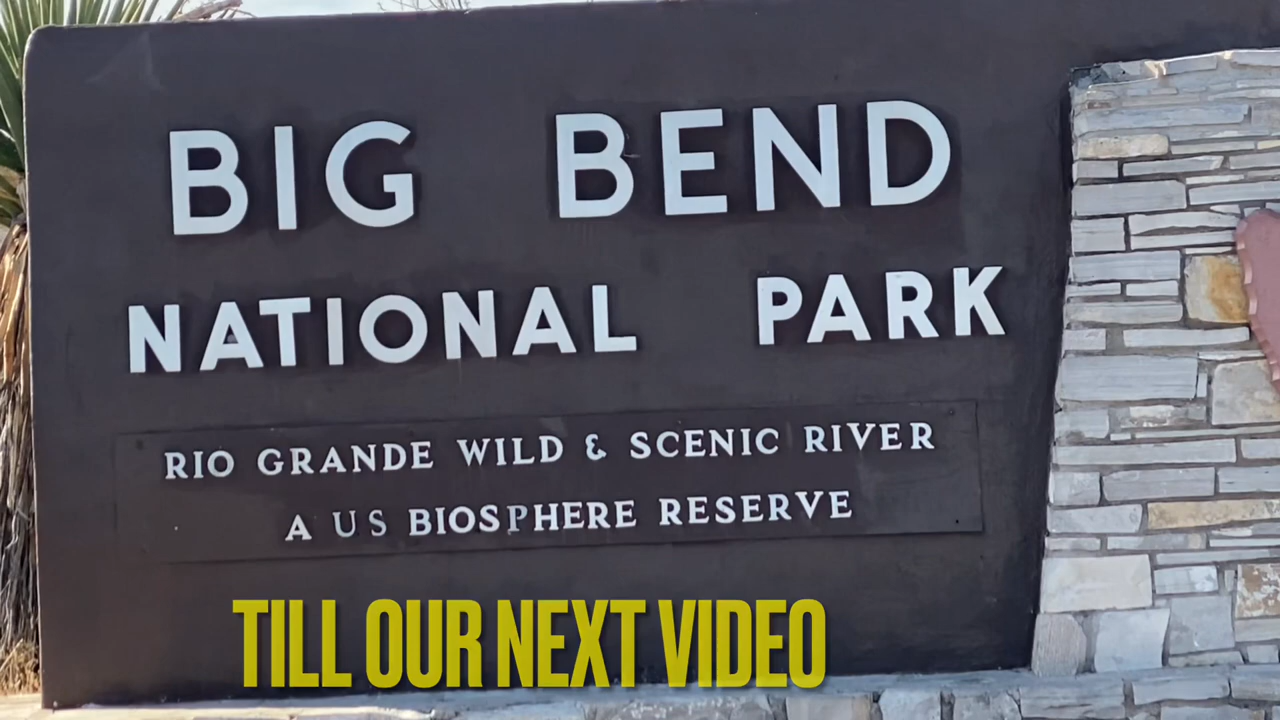 BIG BEND
NATIONAL PARK
RIO GRANDE WILD & SCENIC RIVER
A US BIOSPHERE RESERVE
TILL OUR NEXT VIDEO